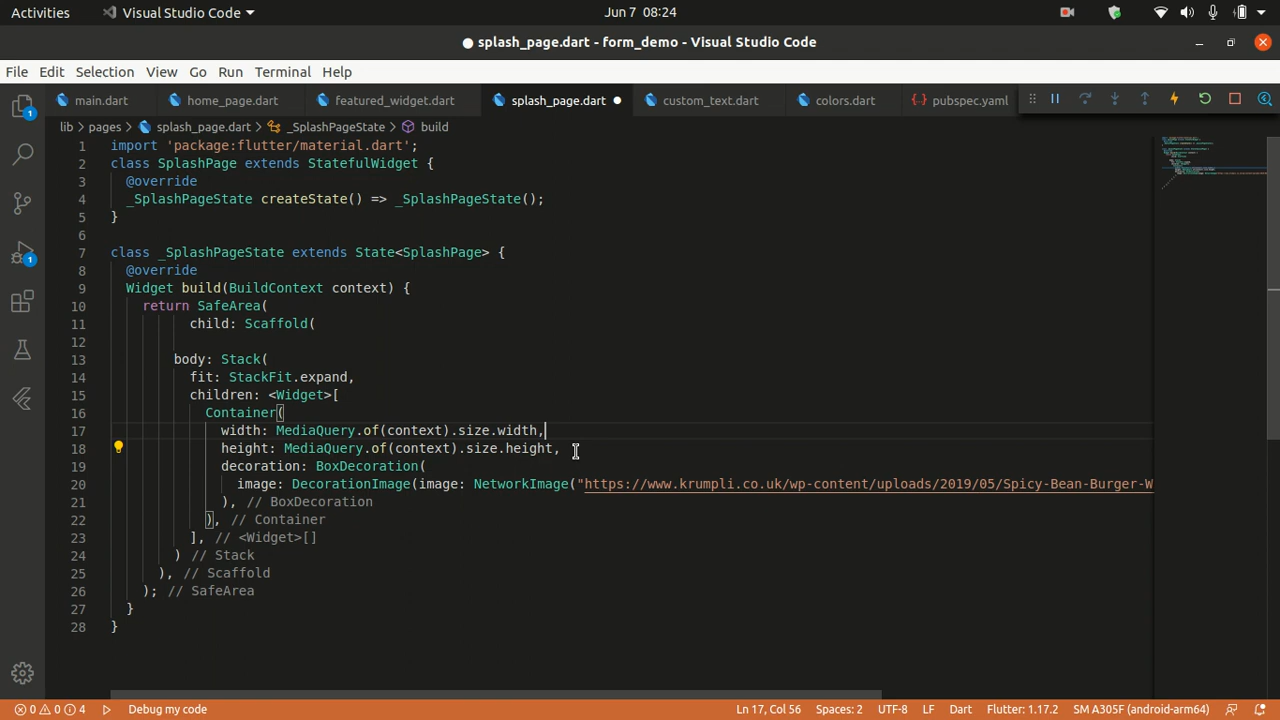 Activities Visual Studio Code Jun 7 08:24
● splash_page.dart - form_demo - Visual Studio Code
File Edit Selection View Go Run Terminal Help
1 main.dart home_page.dart featured_widget.dart splash_page.dart ● custom_text.dart colors.dart pubspec.yaml
lib > pages > splash_page.dart > _SplashPageState > build
1 import 'package:flutter/material.dart';
2 class SplashPage extends StatefulWidget {
3 @override
4 _SplashPageState createState() => _SplashPageState();
5 }
6
7 class _SplashPageState extends State<SplashPage> {
8 @override
9 Widget build(BuildContext context) {
10 return SafeArea(
11 child: Scaffold(
12
13 body: Stack(
14 fit: StackFit.expand,
15 children: <Widget>[
16 Container(
17 width: MediaQuery.of(context).size.width,
18 height: MediaQuery.of(context).size.height,
19 decoration: BoxDecoration(
20 image: DecorationImage(image: NetworkImage("https://www.krumpli.co.uk/wp-content/uploads/2019/05/Spicy-Bean-Burger-W
21 ), // BoxDecoration
22 ), // Container
23 ], // <Widget>[]
24 ) // Stack
25 ), // Scaffold
26 ); // SafeArea
27 }
28 }
1
0 0 4 Debug my code Ln 17, Col 56 Spaces: 2 UTF-8 LF Dart Flutter: 1.17.2 SM A305F (android-arm64)